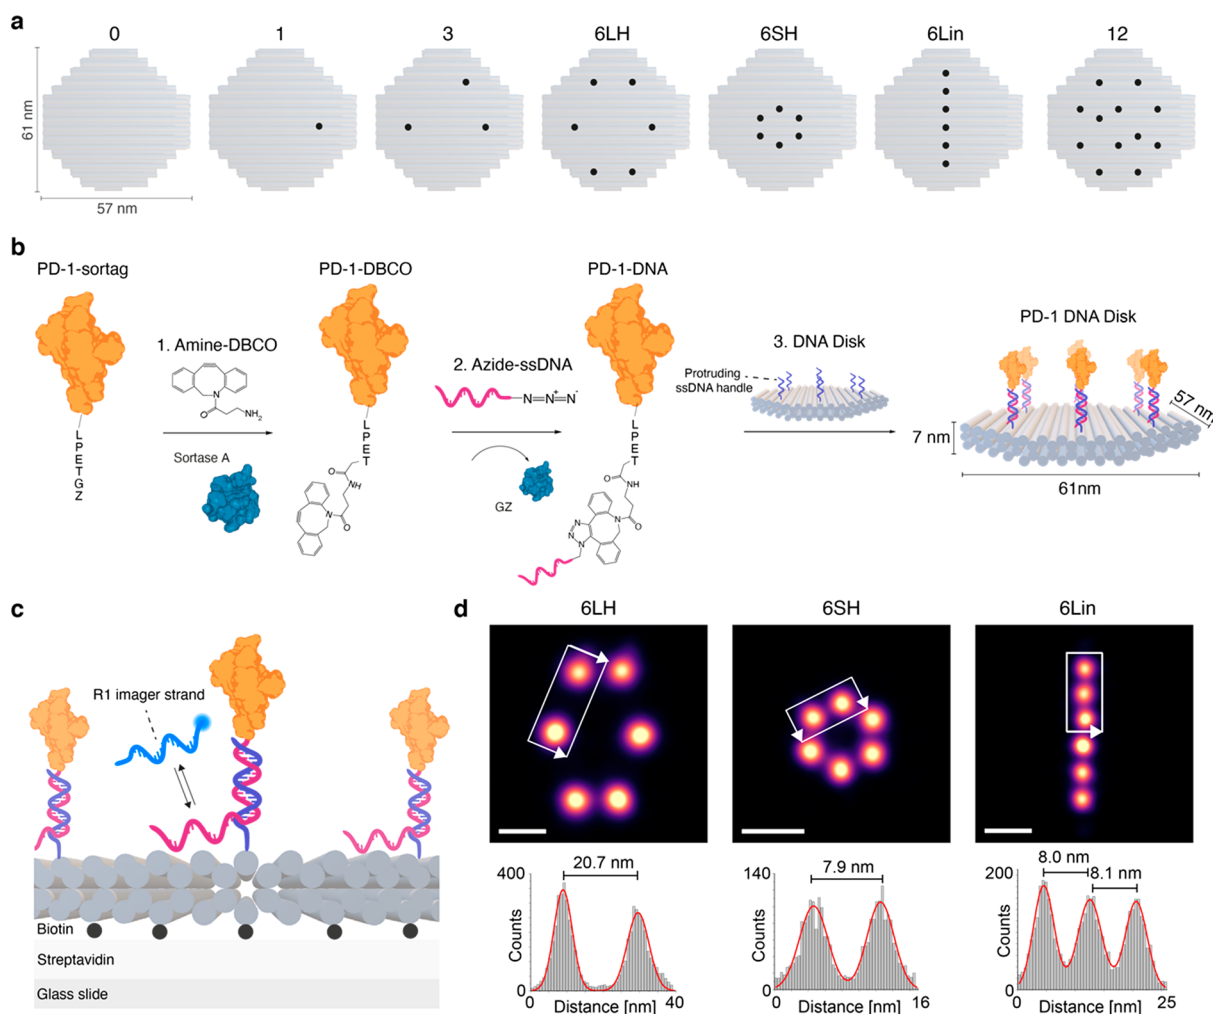 a
0 1 3 6LH 6SH 6Lin 12
61 nm
57 nm
b
PD-1-sortag
PD-1-DBCO
PD-1-DNA
PD-1 DNA Disk
1. Amine-DBCO
2. Azide-ssDNA
3. DNA Disk
Protruding
ssDNA handle
N
O
NH₂
N=N=N
+
-
L
P
E
T
G
Z
Sortase A
L
P
E
T
O
NH
N
O
GZ
L
P
E
T
O
NH
N
O
N
N
N
7 nm
57 nm
61nm
c
R1 imager strand
Biotin
Streptavidin
Glass slide
d
6LH 6SH 6Lin
400
20.7 nm
Counts
0
0 Distance [nm] 40
140
7.9 nm
Counts
0
0 Distance [nm] 16
200
8.0 nm
8.1 nm
Counts
0
0 Distance [nm] 25